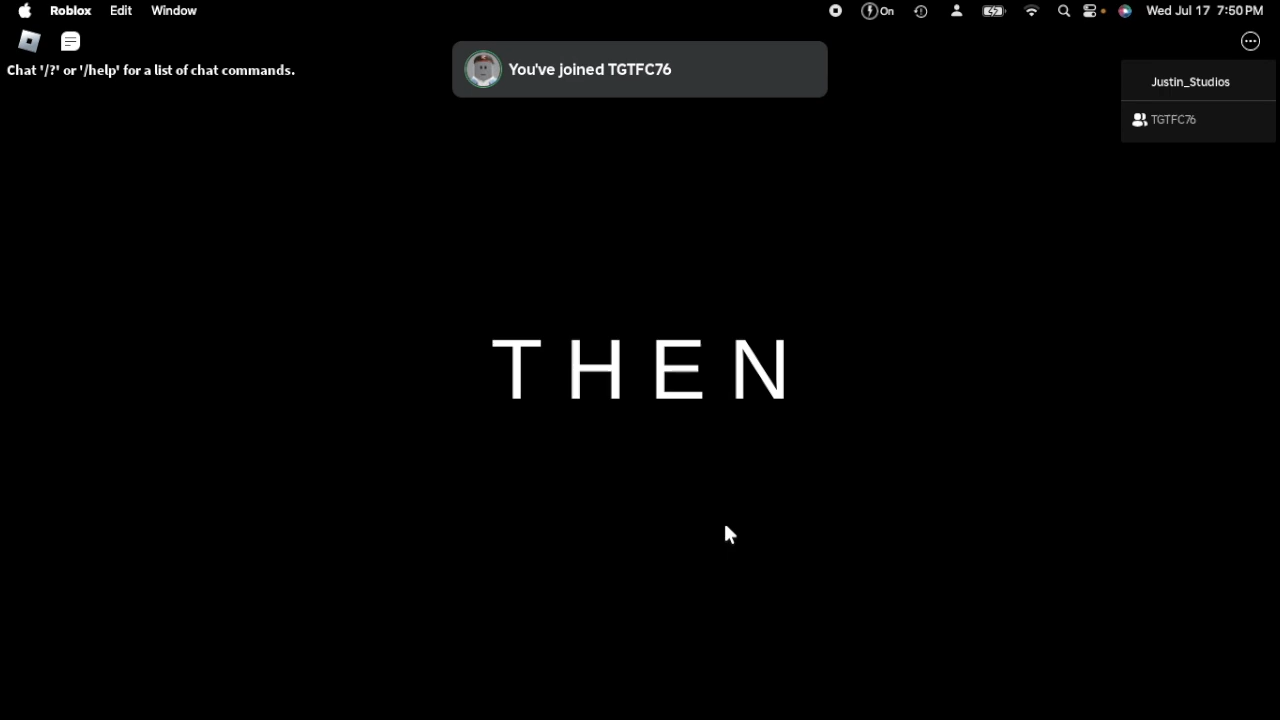 Roblox Edit Window On Wed Jul 17 7:50 PM
Chat '/?' or '/help' for a list of chat commands.
You've joined TGTFC76
Justin_Studios
TGTFC76
THEN